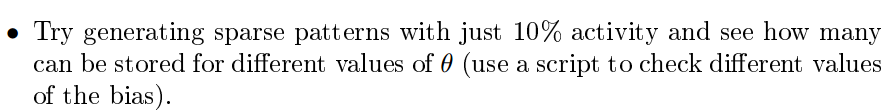 • Try generating sparse patterns with just 10% activity and see how many
can be stored for different values of θ (use a script to check different values
of the bias).